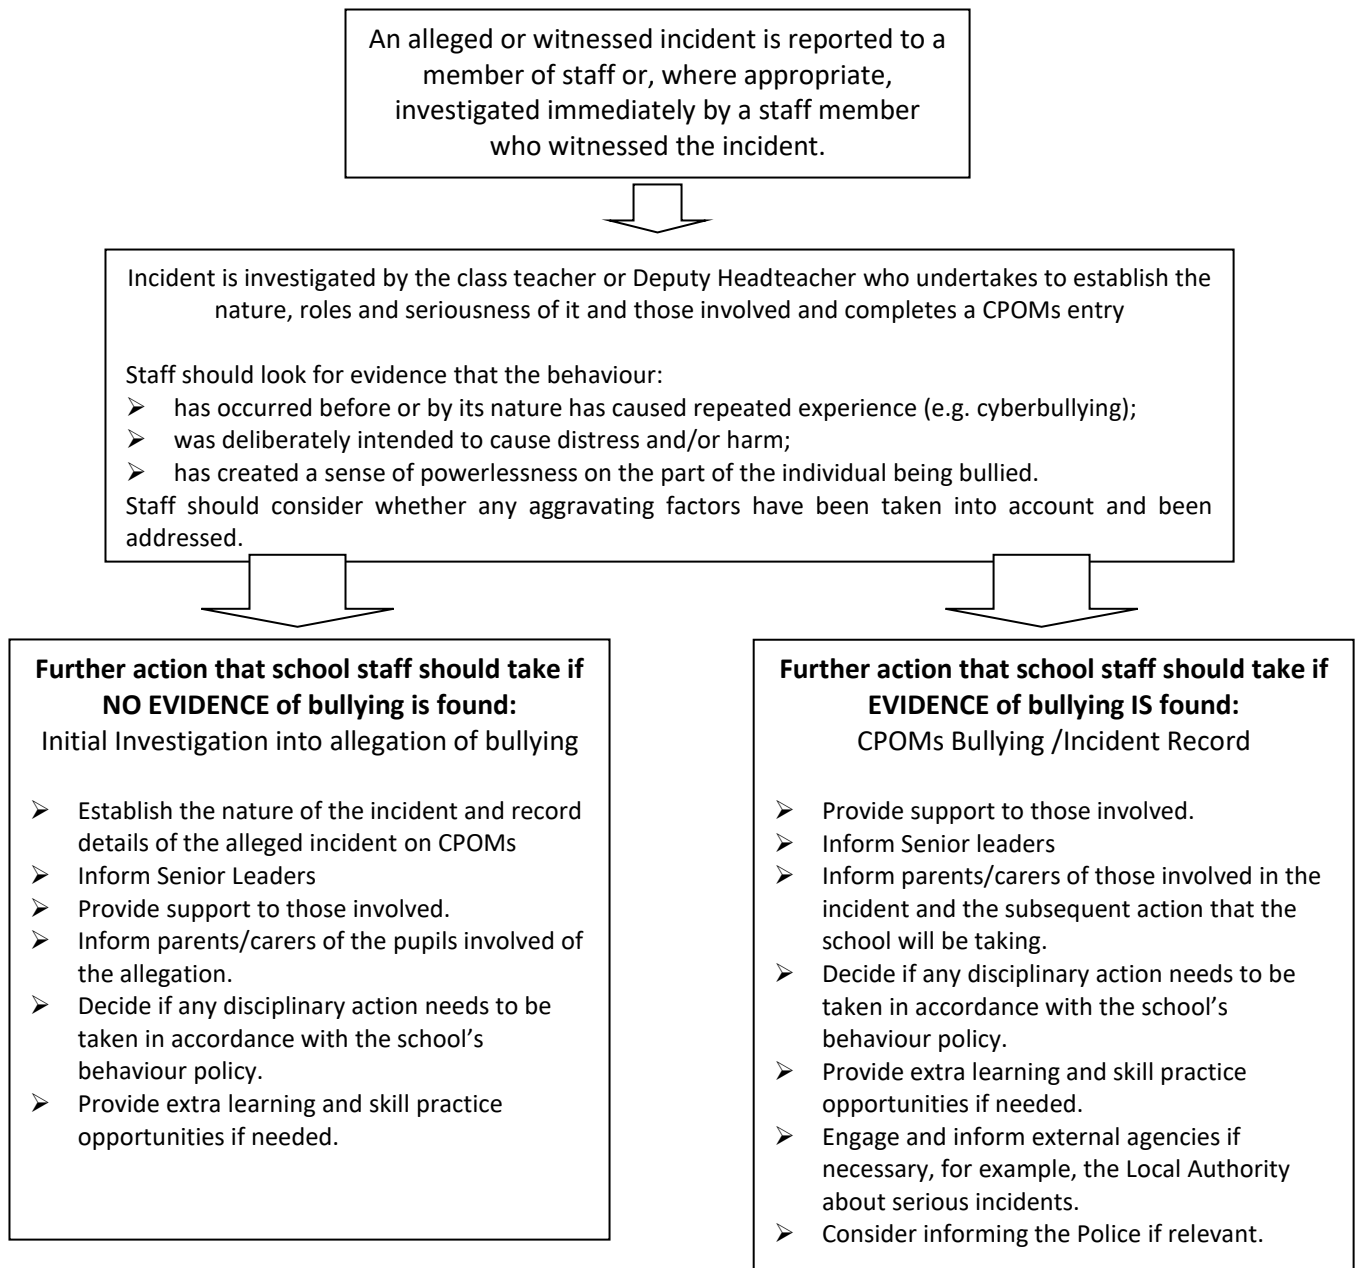 An alleged or witnessed incident is reported to a
member of staff or, where appropriate,
investigated immediately by a staff member
who witnessed the incident.
Incident is investigated by the class teacher or Deputy Headteacher who undertakes to establish the
nature, roles and seriousness of it and those involved and completes a CPOMs entry
Staff should look for evidence that the behaviour:
➢ has occurred before or by its nature has caused repeated experience (e.g. cyberbullying);
➢ was deliberately intended to cause distress and/or harm;
➢ has created a sense of powerlessness on the part of the individual being bullied.
Staff should consider whether any aggravating factors have been taken into account and been
addressed.
Further action that school staff should take if
NO EVIDENCE of bullying is found:
Initial Investigation into allegation of bullying
➢ Establish the nature of the incident and record
details of the alleged incident on CPOMs
➢ Inform Senior Leaders
➢ Provide support to those involved.
➢ Inform parents/carers of the pupils involved of
the allegation.
➢ Decide if any disciplinary action needs to be
taken in accordance with the school’s
behaviour policy.
➢ Provide extra learning and skill practice
opportunities if needed.
Further action that school staff should take if
EVIDENCE of bullying IS found:
CPOMs Bullying /Incident Record
➢ Provide support to those involved.
➢ Inform Senior leaders
➢ Inform parents/carers of those involved in the
incident and the subsequent action that the
school will be taking.
➢ Decide if any disciplinary action needs to be
taken in accordance with the school’s
behaviour policy.
➢ Provide extra learning and skill practice
opportunities if needed.
➢ Engage and inform external agencies if
necessary, for example, the Local Authority
about serious incidents.
➢ Consider informing the Police if relevant.